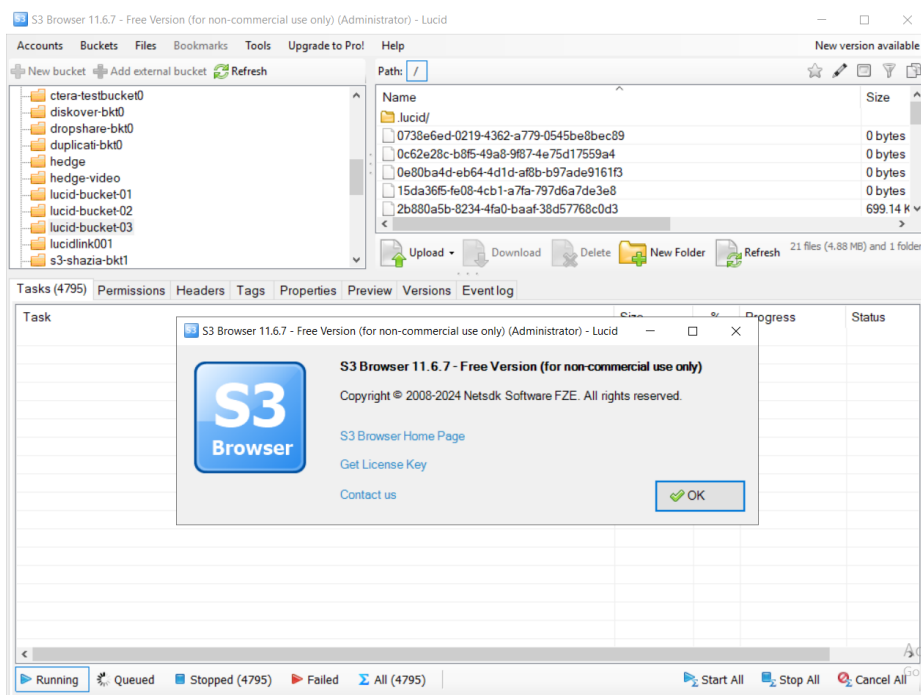 S3 Browser 11.6.7 - Free Version (for non-commercial use only) (Administrator) - Lucid
Accounts Buckets Files Bookmarks Tools Upgrade to Pro! Help New version available
New bucket Add external bucket Refresh Path: /
ctera-testbucket0
diskover-bkt0
dropshare-bkt0
duplicati-bkt0
hedge
hedge-video
lucid-bucket-01
lucid-bucket-02
lucid-bucket-03
lucidlink001
s3-shazia-bkt1
Name Size
.lucid/
0738e6ed-0219-4362-a779-0545be8bec89 0 bytes
0c62e28c-b8f5-49a8-9f87-4e75d17559a4 0 bytes
0e80ba4d-eb64-4d1d-af8b-b97ade9161f3 0 bytes
15da36f5-fe08-4cb1-a7fa-797d6a7de3e8 0 bytes
2b880a5b-8234-4fa0-baaf-38d57768c0d3 699.14 K
Upload Download Delete New Folder Refresh 21 files (4.88 MB) and 1 folder
Tasks (4795) Permissions Headers Tags Properties Preview Versions Event log
Task Size % Progress Status
S3 Browser 11.6.7 - Free Version (for non-commercial use only) (Administrator) - Lucid
S3 Browser
S3 Browser 11.6.7 - Free Version (for non-commercial use only)
Copyright © 2008-2024 Netsdk Software FZE. All rights reserved.
S3 Browser Home Page
Get License Key
Contact us
OK
Running Queued Stopped (4795) Failed All (4795) Start All Stop All Cancel All